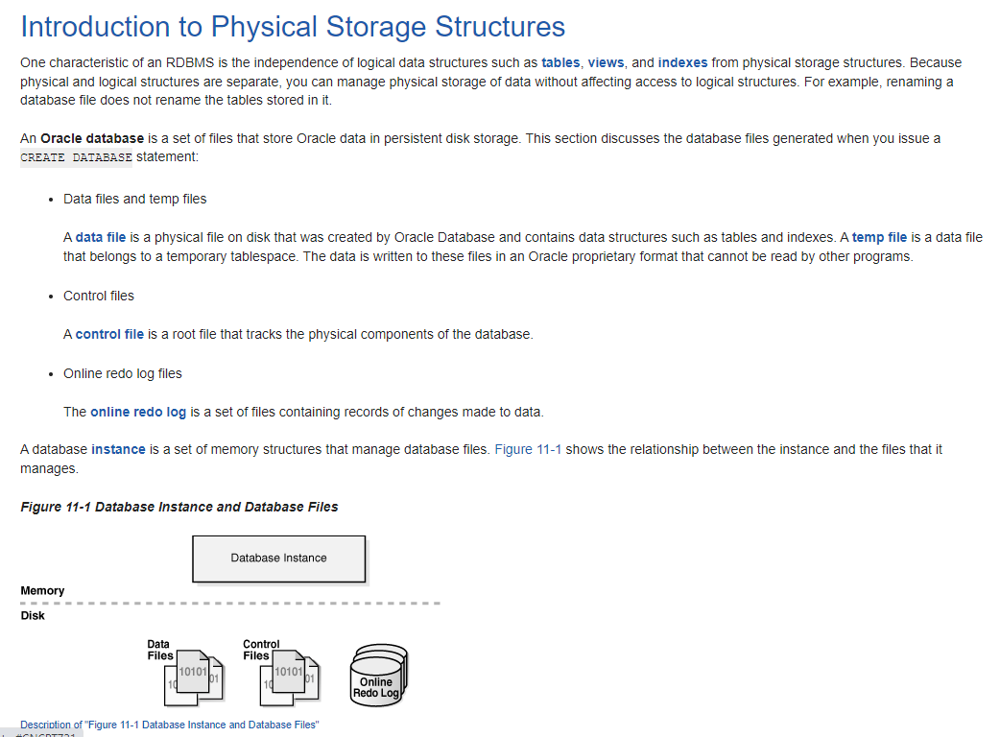 Introduction to Physical Storage Structures
One characteristic of an RDBMS is the independence of logical data structures such as tables, views, and indexes from physical storage structures. Because
physical and logical structures are separate, you can manage physical storage of data without affecting access to logical structures. For example, renaming a
database file does not rename the tables stored in it.
An Oracle database is a set of files that store Oracle data in persistent disk storage. This section discusses the database files generated when you issue a
CREATE DATABASE statement:
• Data files and temp files
A data file is a physical file on disk that was created by Oracle Database and contains data structures such as tables and indexes. A temp file is a data file
that belongs to a temporary tablespace. The data is written to these files in an Oracle proprietary format that cannot be read by other programs.
• Control files
A control file is a root file that tracks the physical components of the database.
• Online redo log files
The online redo log is a set of files containing records of changes made to data.
A database instance is a set of memory structures that manage database files. Figure 11-1 shows the relationship between the instance and the files that it
manages.
Figure 11-1 Database Instance and Database Files
Database Instance
Memory
Disk
Data
Files
10101
10
01
Control
Files
10101
10
01
Online
Redo Log
Description of "Figure 11-1 Database Instance and Database Files"